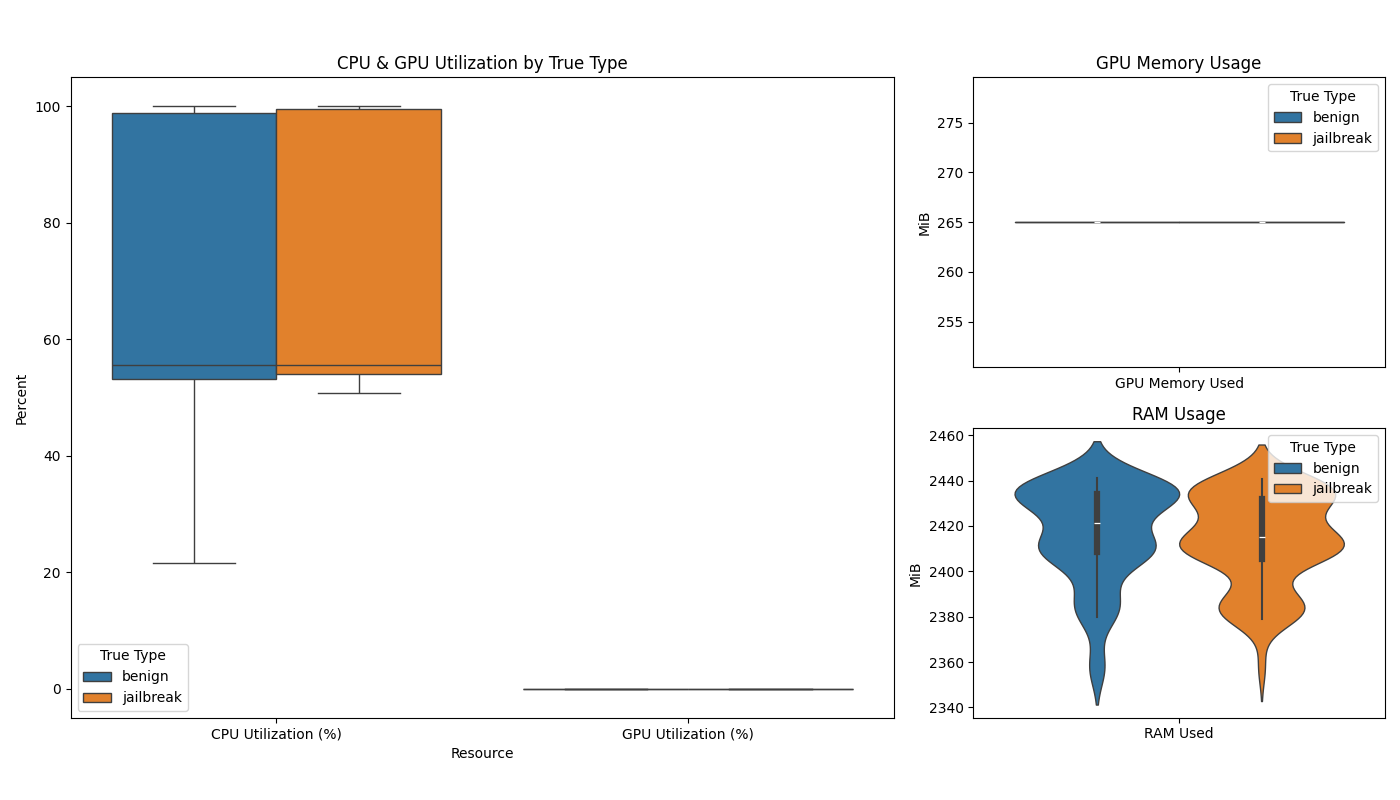 CPU & GPU Utilization by True Type
100
80
60
40
20
0
Percent
True Type
benign
jailbreak
CPU Utilization (%)
GPU Utilization (%)
Resource
GPU Memory Usage
275
270
265
260
255
MiB
True Type
benign
jailbreak
GPU Memory Used
RAM Usage
2460
2440
2420
2400
2380
2360
2340
MiB
True Type
benign
jailbreak
RAM Used